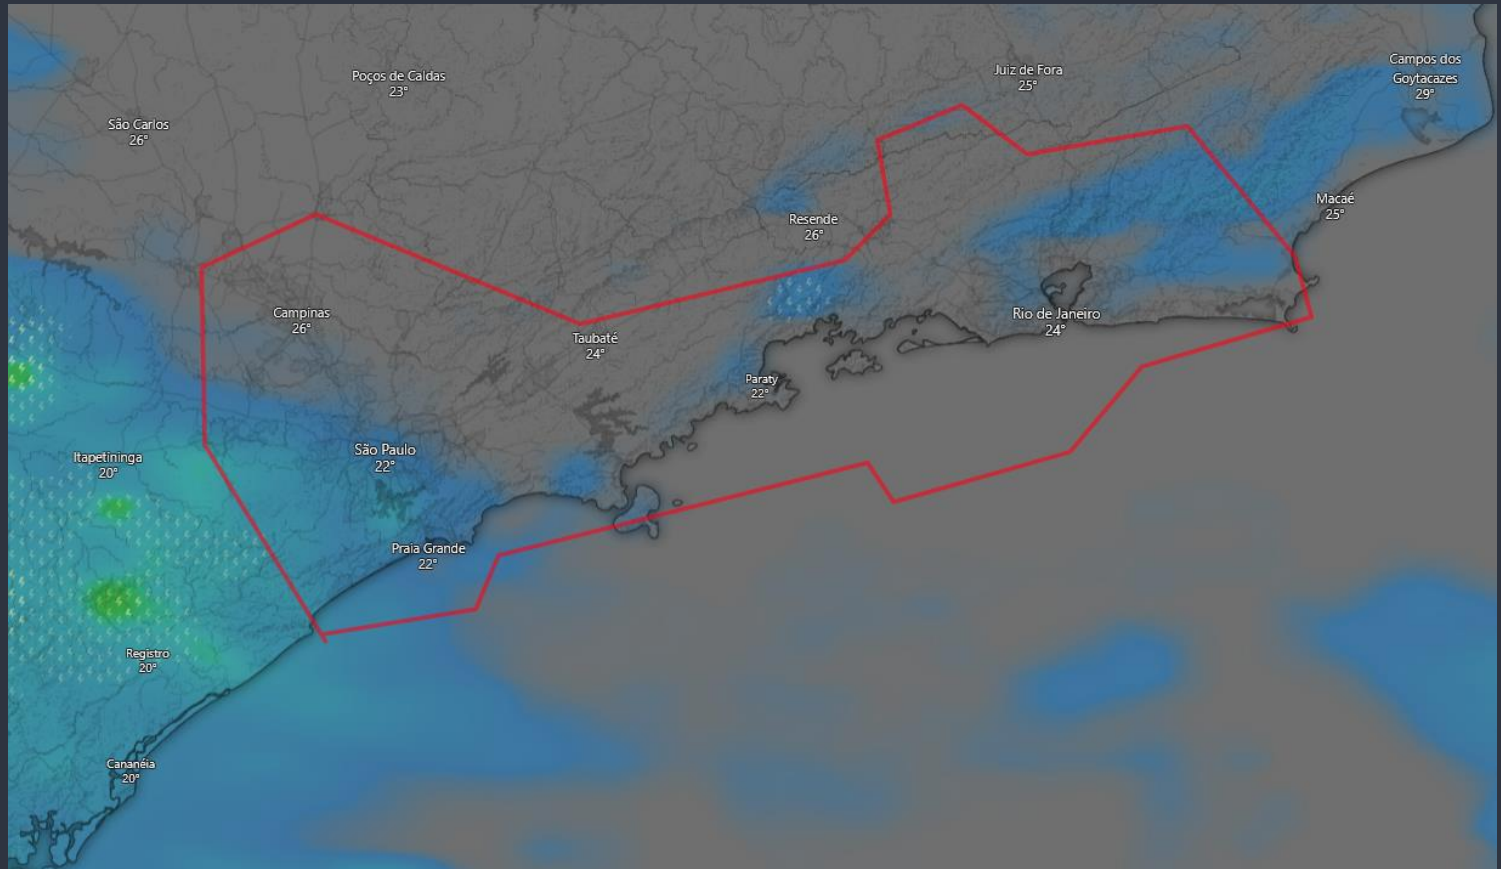 Campos dos
Goytacazes
29°
Juiz de Fora
25°
Poços de Caldas
23°
São Carlos
26°
Macaé
25°
Resende
26°
Campinas
26°
Rio de Janeiro
24°
Taubaté
24°
Paraty
22°
São Paulo
22°
Itapetininga
20°
Praia Grande
22°
Registro
20°
Cananéia
20°